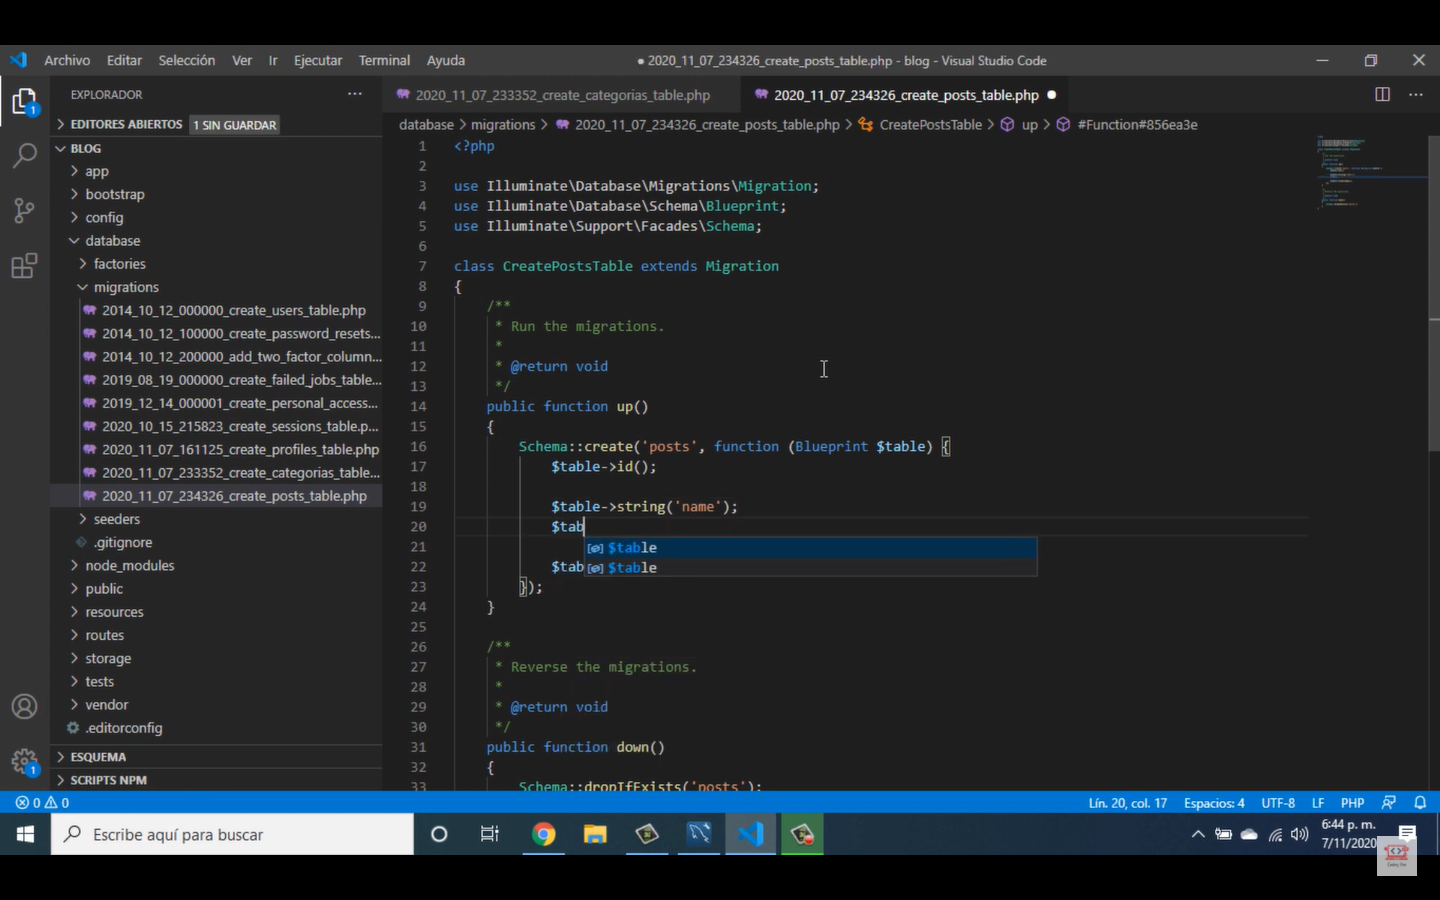 Archivo Editar Selección Ver Ir Ejecutar Terminal Ayuda
● 2020_11_07_234326_create_posts_table.php - blog - Visual Studio Code
EXPLORADOR
EDITORES ABIERTOS 1 SIN GUARDAR
BLOG
app
bootstrap
config
database
factories
migrations
2014_10_12_000000_create_users_table.php
2014_10_12_100000_create_password_resets...
2014_10_12_200000_add_two_factor_column...
2019_08_19_000000_create_failed_jobs_table...
2019_12_14_000001_create_personal_access...
2020_10_15_215823_create_sessions_table.p...
2020_11_07_161125_create_profiles_table.php
2020_11_07_233352_create_categorias_table...
2020_11_07_234326_create_posts_table.php
seeders
.gitignore
node_modules
public
resources
routes
storage
tests
vendor
.editorconfig
ESQUEMA
SCRIPTS NPM
1
1
2020_11_07_233352_create_categorias_table.php 2020_11_07_234326_create_posts_table.php ●
database > migrations > 2020_11_07_234326_create_posts_table.php > CreatePostsTable > up > #Function#856ea3e
1 <?php
2
3 use Illuminate\Database\Migrations\Migration;
4 use Illuminate\Database\Schema\Blueprint;
5 use Illuminate\Support\Facades\Schema;
6
7 class CreatePostsTable extends Migration
8 {
9 /**
10 * Run the migrations.
11 *
12 * @return void
13 */
14 public function up()
15 {
16 Schema::create('posts', function (Blueprint $table) {
17 $table->id();
18
19 $table->string('name');
20 $tab
21
22 $tab
23 });
24 }
25
26 /**
27 * Reverse the migrations.
28 *
29 * @return void
30 */
31 public function down()
32 {
33 Schema::dropIfExists('posts');
$table
$table
0 0 Lín. 20, col. 17 Espacios: 4 UTF-8 LF PHP
Escribe aquí para buscar
6:44 p. m.
7/11/2020